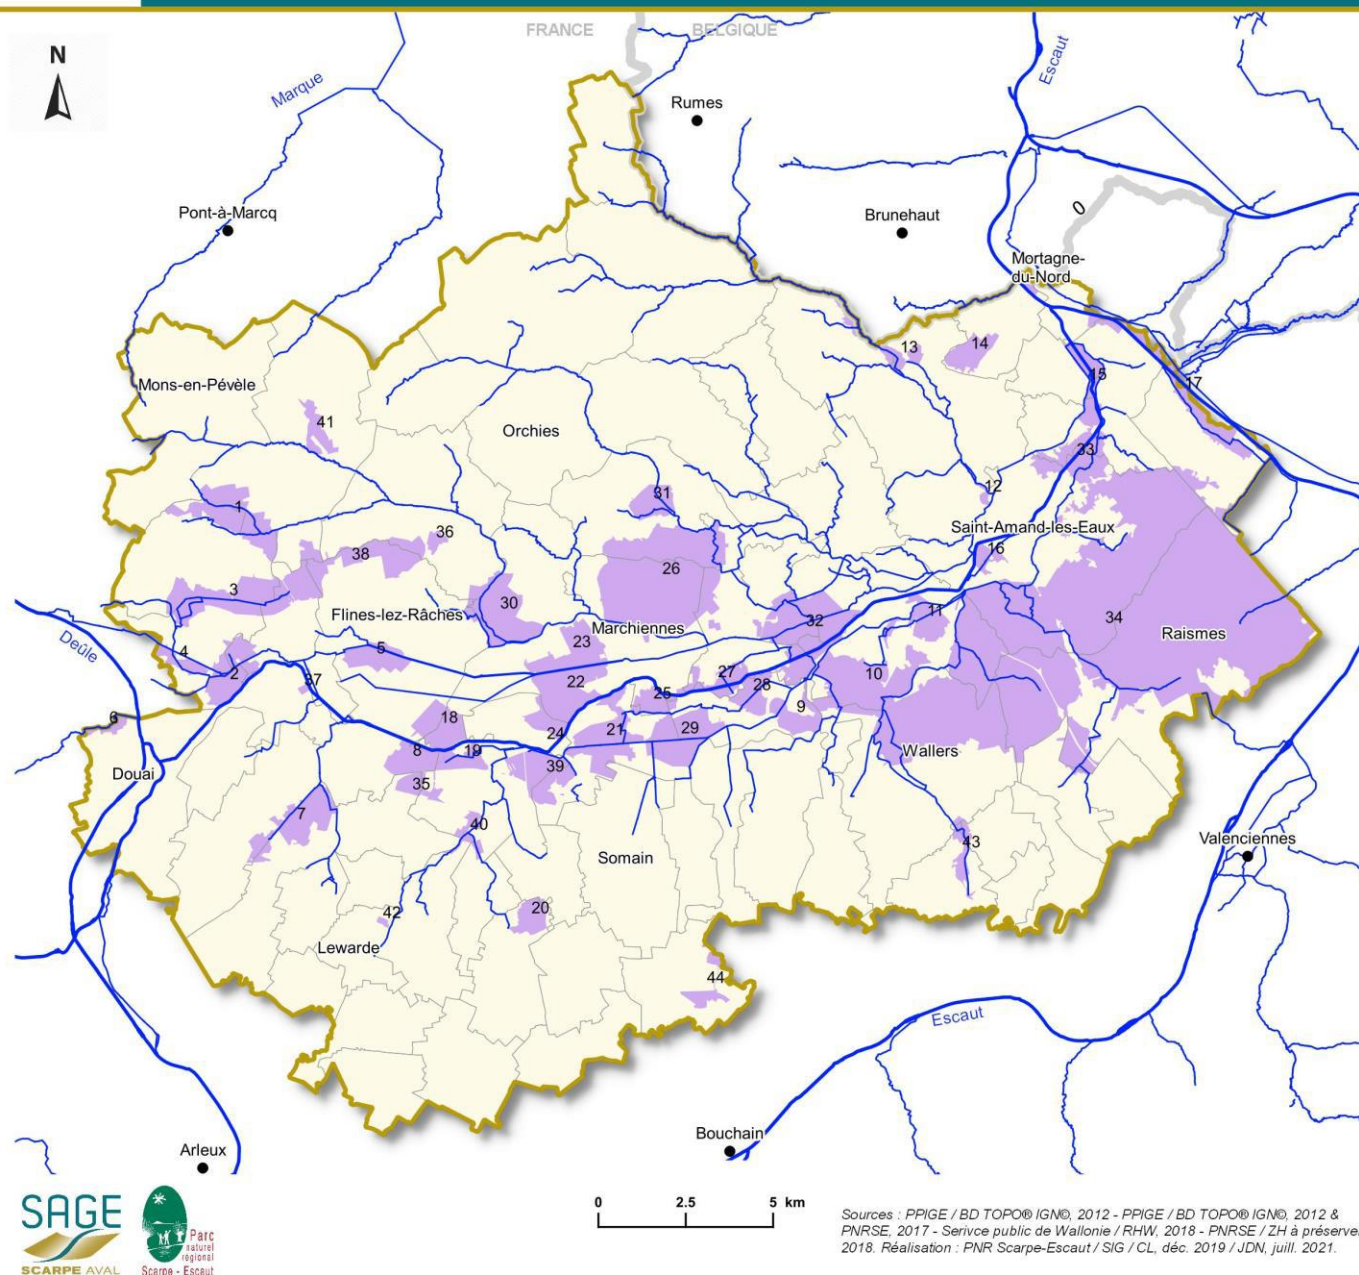 FRANCE BELGIQUE
N
Marque
Escaut
Rumes
Pont-à-Marcq
Brunehaut
0
Mortagne-
du-Nord
13
14
15
17
Mons-en-Pévèle
41
Orchies
33
12
31
1
Saint-Amand-les-Eaux
36
16
38
26
3
30
11
34
Flines-lez-Râches
Marchiennes
32
Raismes
23
Deûle
4
5
2
27
10
37
22
28
25
9
6
18
24
21
29
8
19
Wallers
39
Douai
35
7
40
43
Valenciennes
Somain
42
20
Lewarde
44
Escaut
Bouchain
Arleux
SAGE
SCARPE AVAL
Parc
naturel
régional
Scarpe - Escaut
0 2.5 5 km
Sources : PPIGE / BD TOPO® IGN©, 2012 - PPIGE / BD TOPO® IGN©, 2012 &
PNRSE, 2017 - Serivce public de Wallonie / RHW, 2018 - PNRSE / ZH à préserver
2018. Réalisation : PNR Scarpe-Escaut / SIG / CL, déc. 2019 / JDN, juill. 2021.